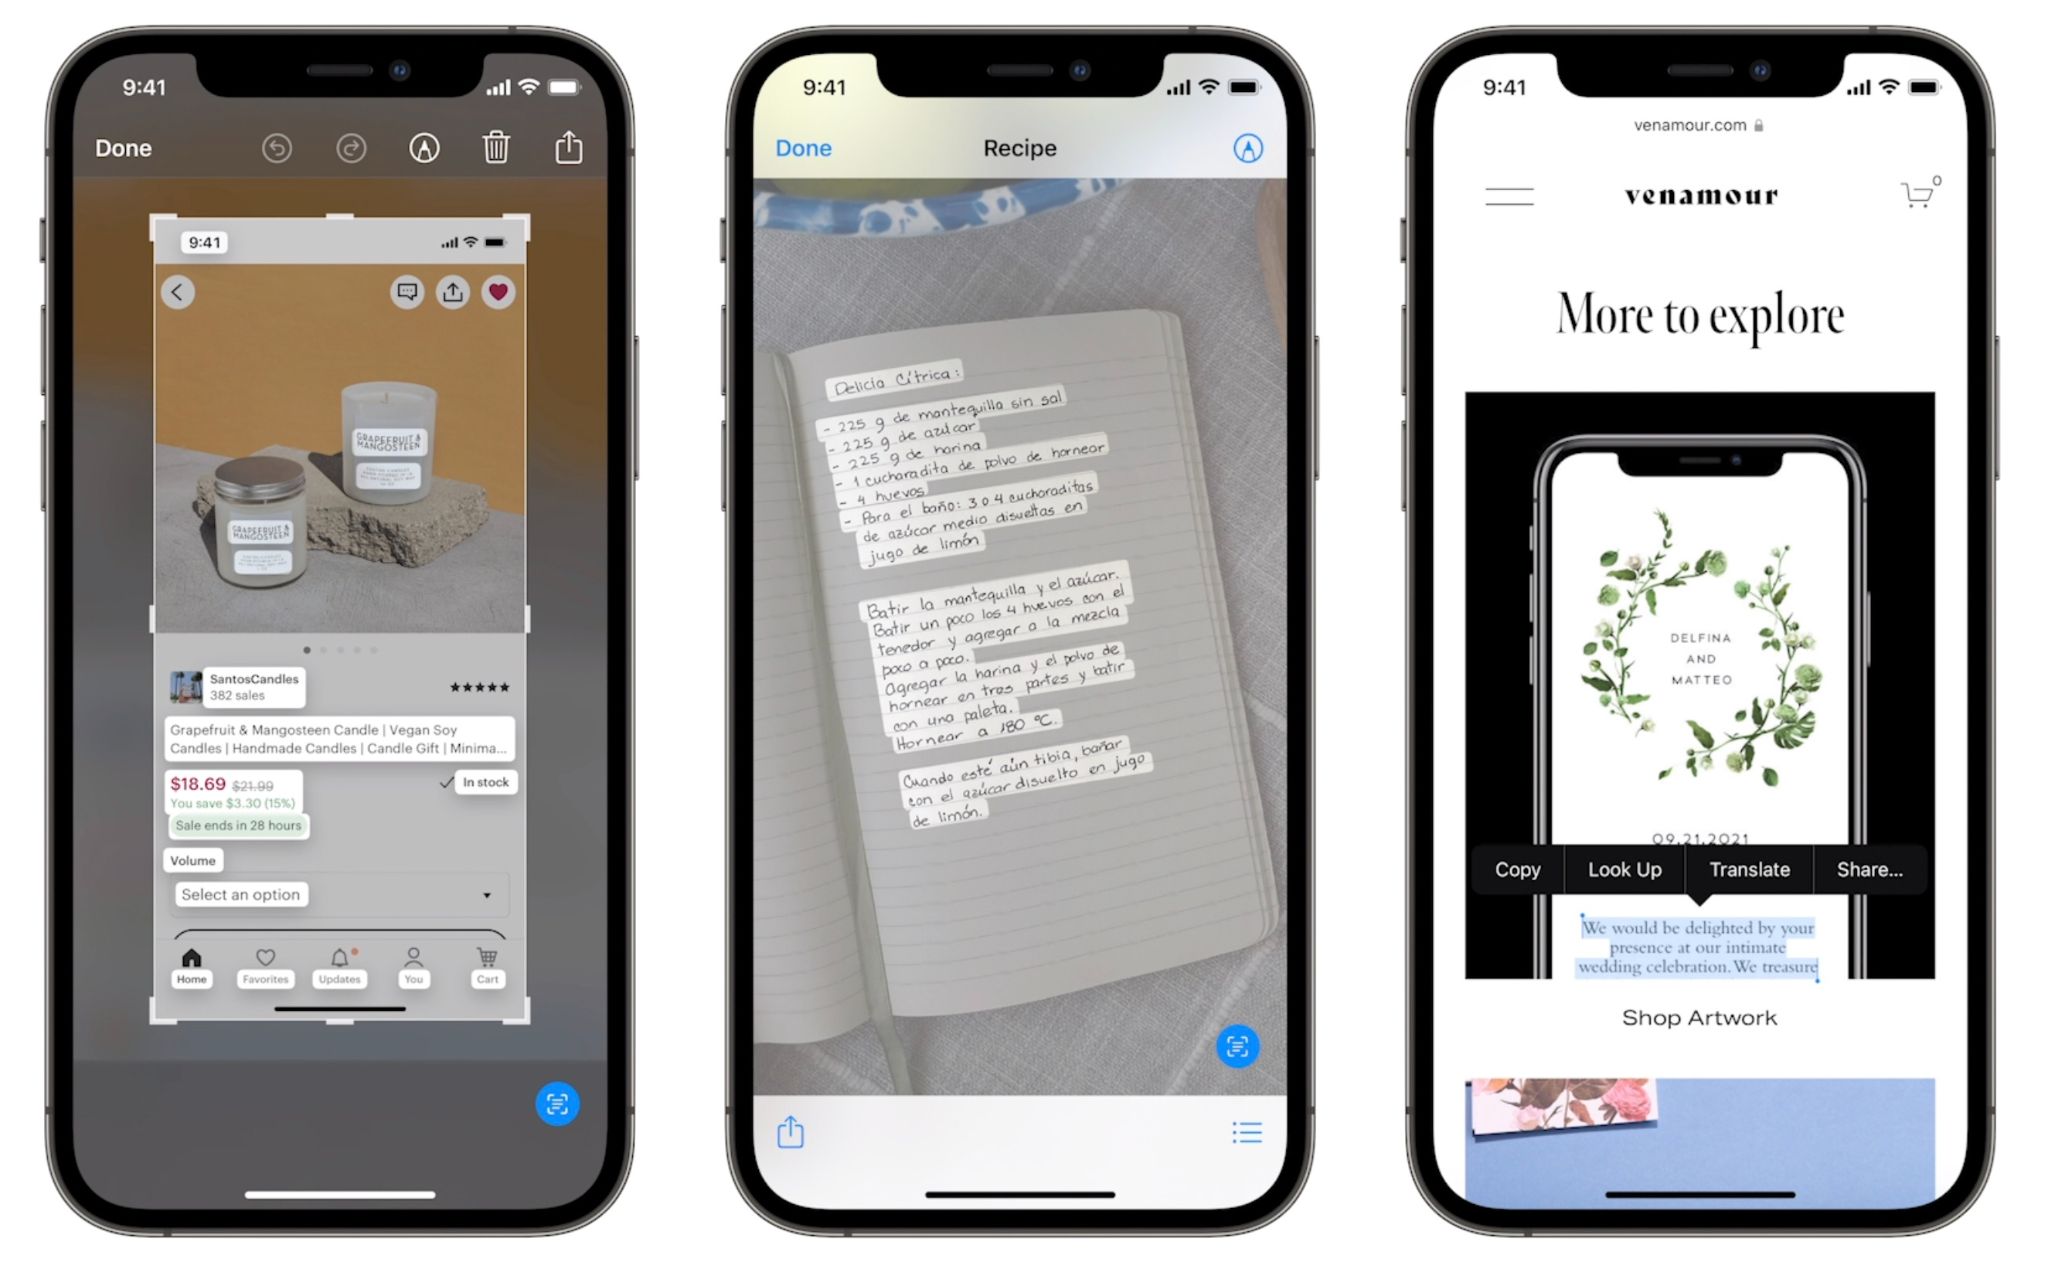 9:41
Done
9:41
GRAPEFRUIT &
MANGOSTEEN
GRAPEFRUIT &
MANGOSTEEN
SantosCandles
382 sales
Grapefruit & Mangosteen Candle | Vegan Soy
Candles | Handmade Candles | Candle Gift | Minima...
$18.69 $21.99
In stock
You save $3.30 (15%)
Sale ends in 28 hours
Volume
Select an option
Home Favorites Updates You Cart
9:41
Done Recipe
Delicia Cítrica:
- 225 g de mantequilla sin sal
- 225 g de azúcar
- 225 g de harina
- 1 cucharadita de polvo de hornear
- 4 huevos
- Para el baño: 3 o 4 cucharaditas
de azúcar medio disueltas en
jugo de limón
Batir la mantequilla y el azúcar.
Batir un poco los 4 huevos con el
tenedor y agregar a la mezcla
poco a poco.
Agregar la harina y el polvo de
hornear en tres partes y batir
con una paleta.
Hornear a 180 °C.
Cuando esté aún tibia, bañar
con el azúcar disuelto en jugo
de limón.
9:41
venamour.com
venamour
0
More to explore
DELFINA
AND
MATTEO
09.21.2021
Copy Look Up Translate Share...
We would be delighted by your
presence at our intimate
wedding celebration. We treasure
Shop Artwork